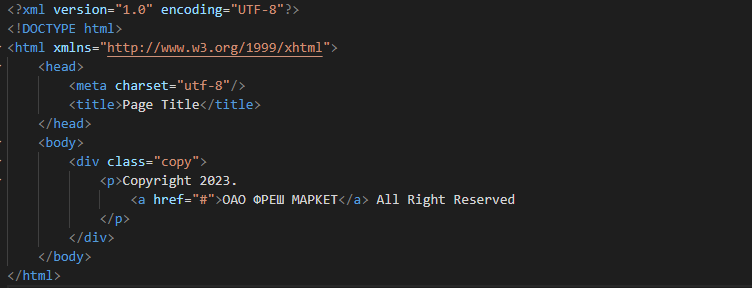 <?xml version="1.0" encoding="UTF-8"?>
<!DOCTYPE html>
<html xmlns="http://www.w3.org/1999/xhtml">
    <head>
        <meta charset="utf-8"/>
        <title>Page Title</title>
    </head>
    <body>
        <div class="copy">
            <p>Copyright 2023.
                <a href="#">ОАО ФРЕШ МАРКЕТ</a> All Right Reserved
            </p>
        </div>
    </body>
</html>